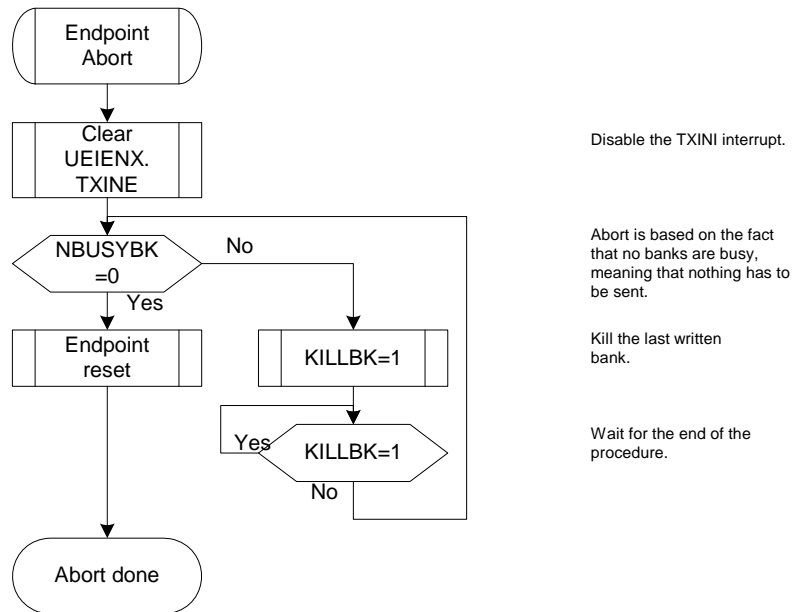 Endpoint
Abort
Clear
UEIENX.
TXINE
Disable the TXINI interrupt.
NBUSYBK
=0
No
Yes
Abort is based on the fact
that no banks are busy,
meaning that nothing has to
be sent.
Endpoint
reset
KILLBK=1
Kill the last written
bank.
Yes
KILLBK=1
No
Wait for the end of the
procedure.
Abort done